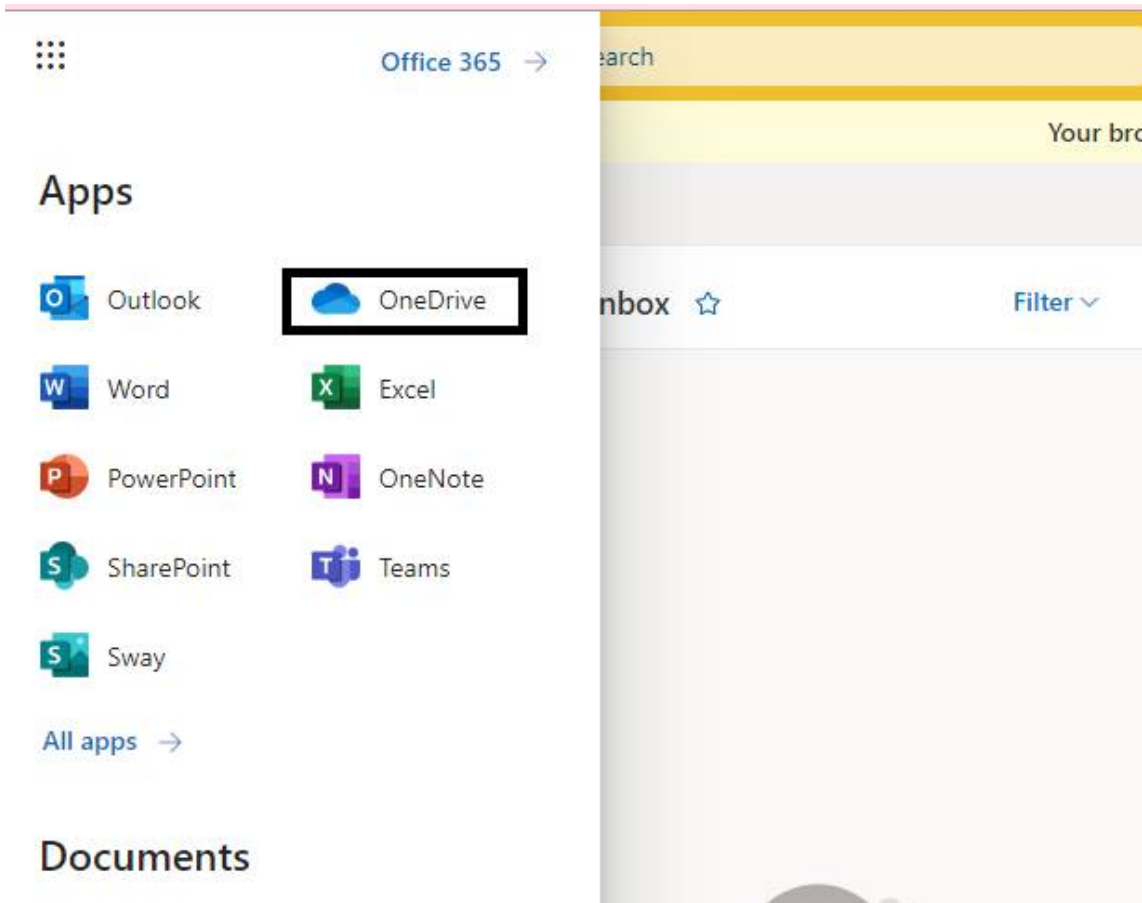 Office 365 →
earch
Your bro
Apps
Outlook
OneDrive
nbox
Filter
Word
Excel
PowerPoint
OneNote
SharePoint
Teams
Sway
All apps →
Documents